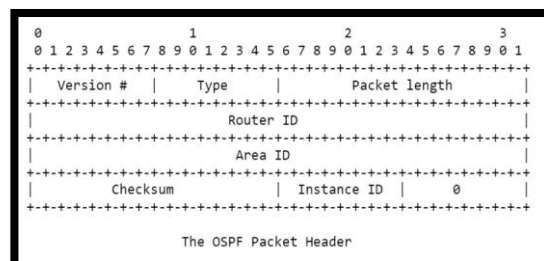 0                   1                   2                   3
0 1 2 3 4 5 6 7 8 9 0 1 2 3 4 5 6 7 8 9 0 1 2 3 4 5 6 7 8 9 0 1
+-+-+-+-+-+-+-+-+-+-+-+-+-+-+-+-+-+-+-+-+-+-+-+-+-+-+-+-+-+-+-+-+
| Version # | Type | Packet length |
+-+-+-+-+-+-+-+-+-+-+-+-+-+-+-+-+-+-+-+-+-+-+-+-+-+-+-+-+-+-+-+-+
| Router ID |
+-+-+-+-+-+-+-+-+-+-+-+-+-+-+-+-+-+-+-+-+-+-+-+-+-+-+-+-+-+-+-+-+
| Area ID |
+-+-+-+-+-+-+-+-+-+-+-+-+-+-+-+-+-+-+-+-+-+-+-+-+-+-+-+-+-+-+-+-+
| Checksum | Instance ID | 0 |
+-+-+-+-+-+-+-+-+-+-+-+-+-+-+-+-+-+-+-+-+-+-+-+-+-+-+-+-+-+-+-+-+
The OSPF Packet Header